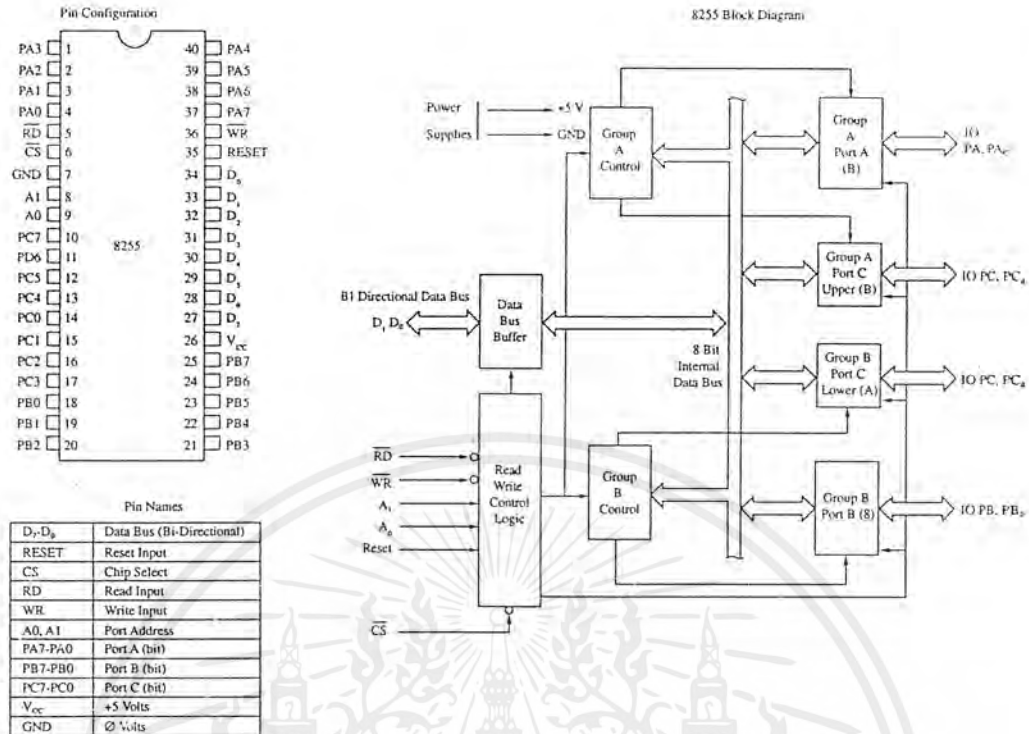 Pin Configuration
PA3 1 40 PA4
PA2 2 39 PA5
PA1 3 38 PA6
PA0 4 37 PA7
RD 5 36 WR
CS 6 35 RESET
GND 7 34 D0
A1 8 33 D1
A0 9 32 D2
PC7 10 31 D3
PD6 11 30 D4
PC5 12 29 D5
PC4 13 28 D6
PC0 14 27 D7
PC1 15 26 Vcc
PC2 16 25 PB7
PC3 17 24 PB6
PB0 18 23 PB5
PB1 19 22 PB4
PB2 20 21 PB3
8255
Pin Names
D7-D0 Data Bus (Bi-Directional)
RESET Reset Input
CS Chip Select
RD Read Input
WR Write Input
A0, A1 Port Address
PA7-PA0 Port A (bit)
PB7-PB0 Port B (bit)
PC7-PC0 Port C (bit)
Vcc +5 Volts
GND Ø Volts
8255 Block Diagram
Power
Supplies
+5 V
GND
Group
A
Control
Group
A
Port A
(B)
IO
PA, PA
Group A
Port C
Upper (B)
IO PC, PC4
B1 Directional Data Bus
Data
Bus
Buffer
8 Bit
Internal
Data Bus
Group B
Port C
Lower (A)
IO PC, PC
RD
WR
A1
A0
Reset
CS
Read
Write
Control
Logic
Group
B
Control
Group B
Port B (8)
IO PB, PB